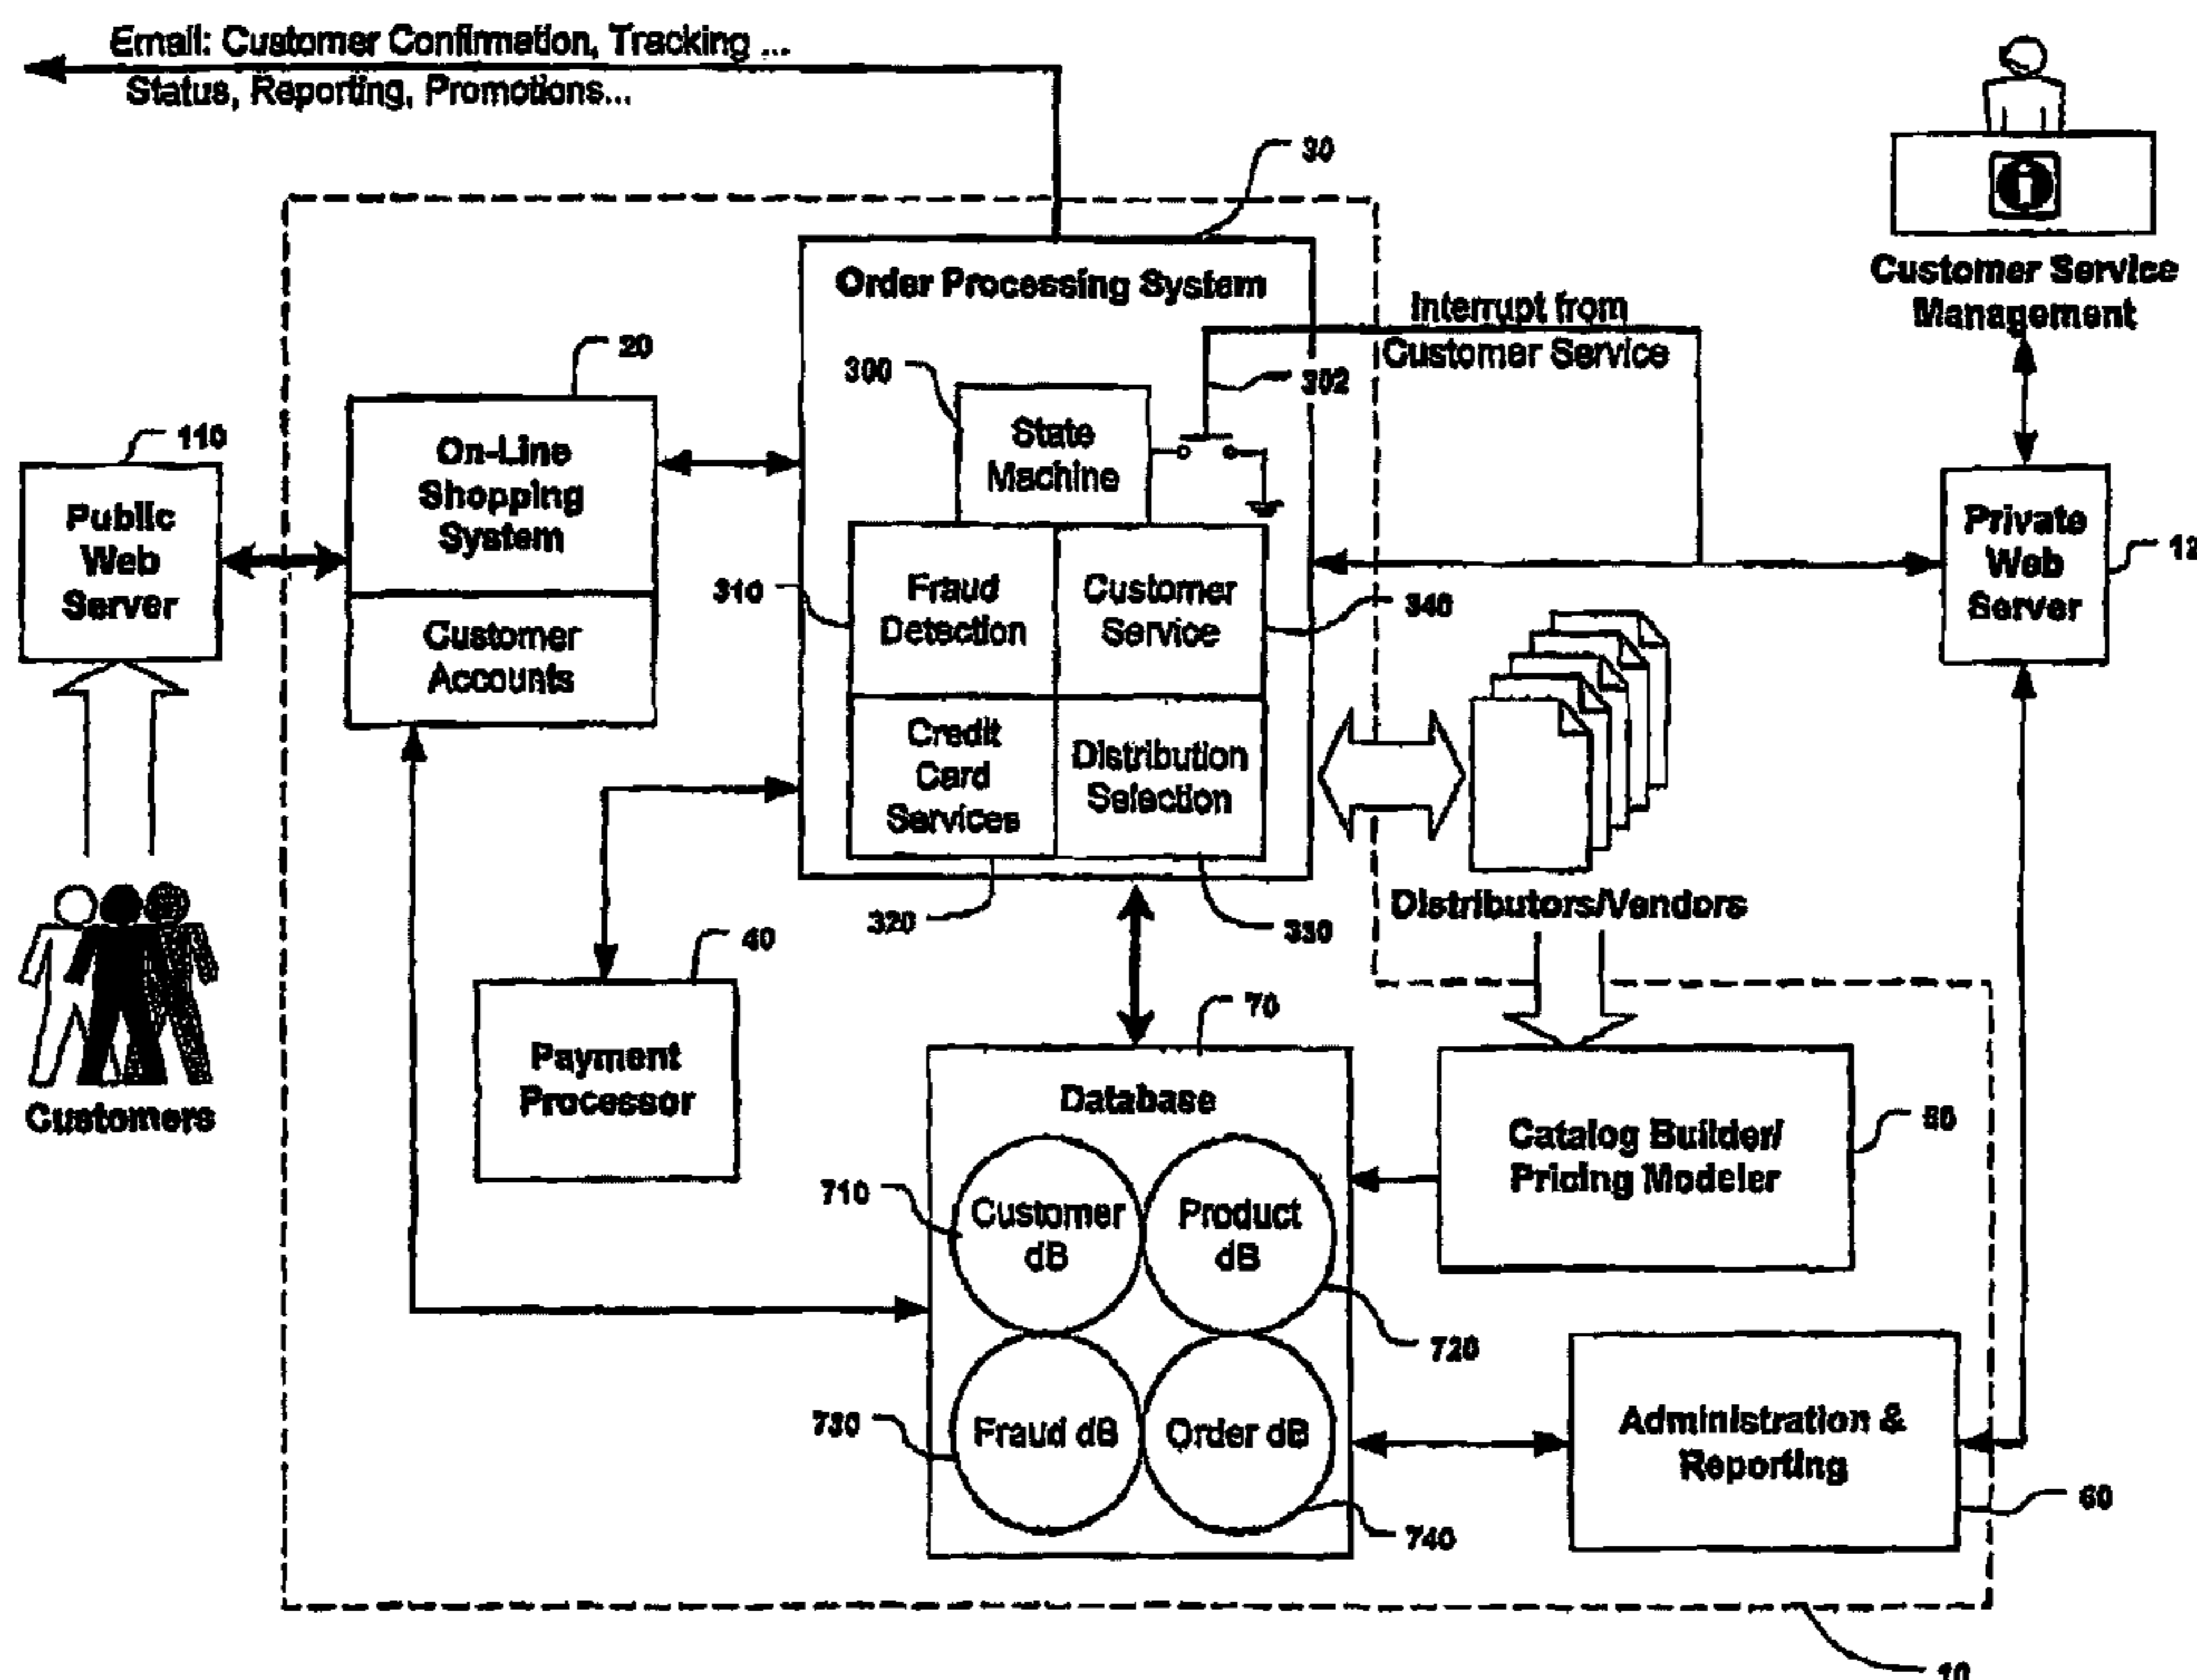 Email: Customer Confirmation, Tracking ...
Status, Reporting, Promotions...
30
Order Processing System
Customer Service
Management
Interrupt from
Customer Service
20
300
302
State
Machine
110
On-Line
Shopping
System
Public
Web
Server
Private
Web
Server
12
310
Fraud
Detection
Customer
Service
340
Customer
Accounts
Credit
Card
Services
Distribution
Selection
320
330
Distributors/Vendors
40
70
Payment
Processor
Customers
Database
Catalog Builder/
Pricing Modeler
710
Customer
dB
Product
dB
720
730
Fraud dB
Order dB
Administration &
Reporting
740
60
10